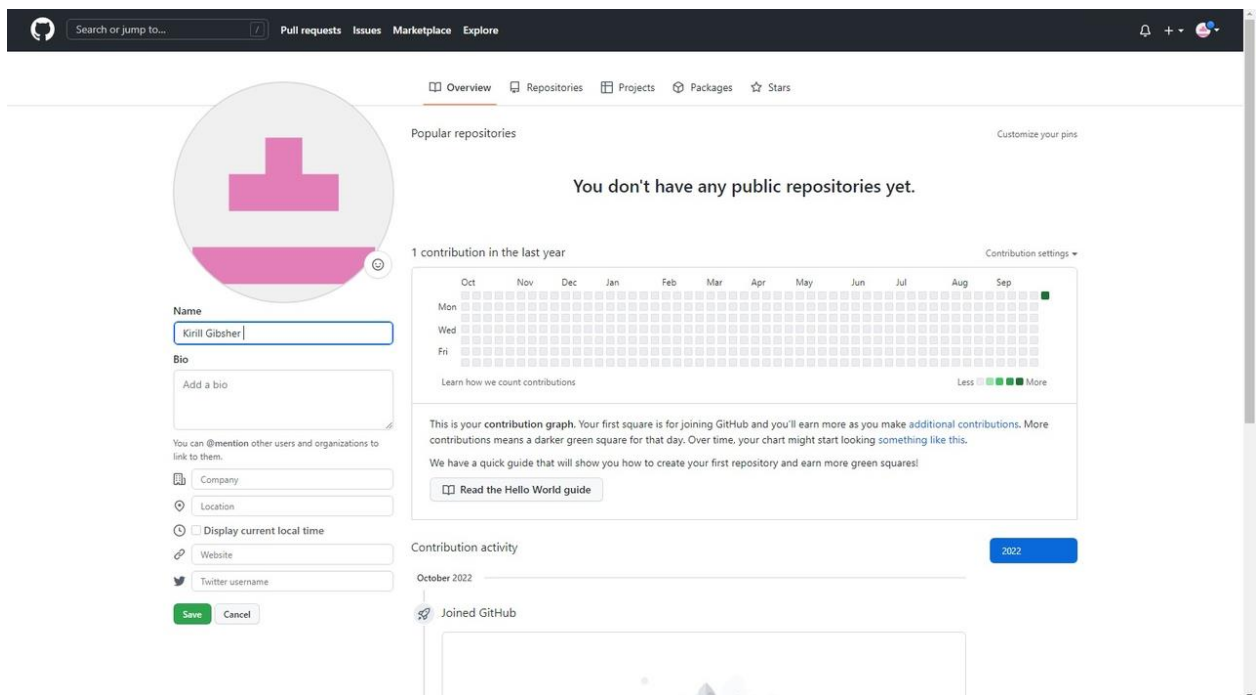 Search or jump to...
/
Pull requests Issues Marketplace Explore
Overview Repositories Projects Packages Stars
Name
Kirill Gibsher
Bio
Add a bio
You can @mention other users and organizations to
link to them.
Company
Location
Display current local time
Website
Twitter username
Save Cancel
Popular repositories
Customize your pins
You don't have any public repositories yet.
1 contribution in the last year
Contribution settings
Oct Nov Dec Jan Feb Mar Apr May Jun Jul Aug Sep
Mon
Wed
Fri
Learn how we count contributions
Less More
This is your contribution graph. Your first square is for joining GitHub and you'll earn more as you make additional contributions. More
contributions means a darker green square for that day. Over time, your chart might start looking something like this.
We have a quick guide that will show you how to create your first repository and earn more green squares!
Read the Hello World guide
Contribution activity
2022
October 2022
Joined GitHub